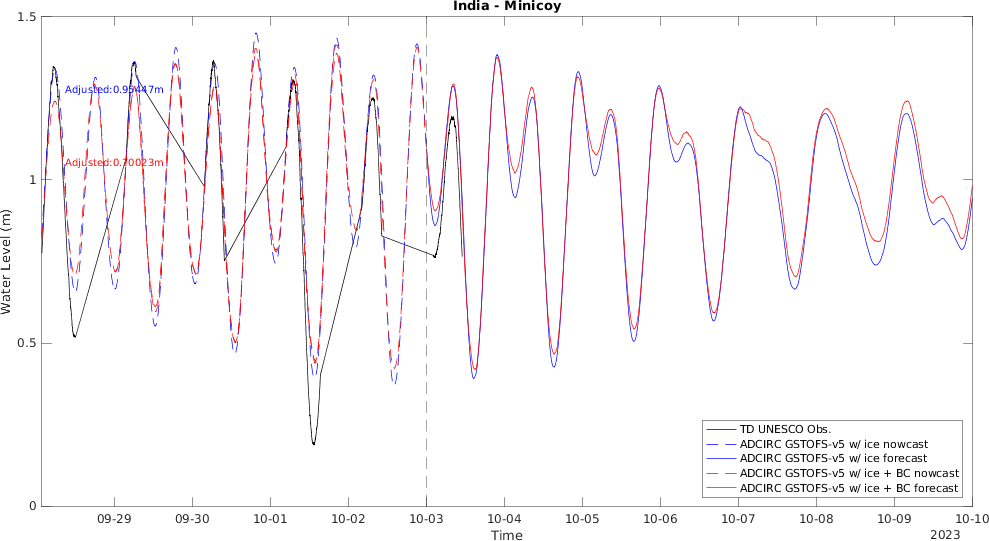 India - Minicoy
1.5
1
0.5
0
Water Level (m)
Adjusted:0.95447m
Adjusted:0.70023m
TD UNESCO Obs.
ADCIRC GSTOFS-v5 w/ ice nowcast
ADCIRC GSTOFS-v5 w/ ice forecast
ADCIRC GSTOFS-v5 w/ ice + BC nowcast
ADCIRC GSTOFS-v5 w/ ice + BC forecast
09-29 09-30 10-01 10-02 10-03 10-04 10-05 10-06 10-07 10-08 10-09 10-10
Time
2023